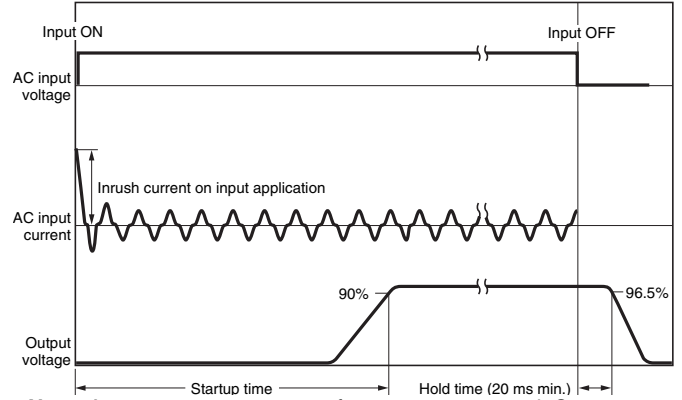 Input ON
Input OFF
AC input
voltage
Inrush current on input application
AC input
current
90%
96.5%
Output
voltage
Startup time
Hold time (20 ms min.)